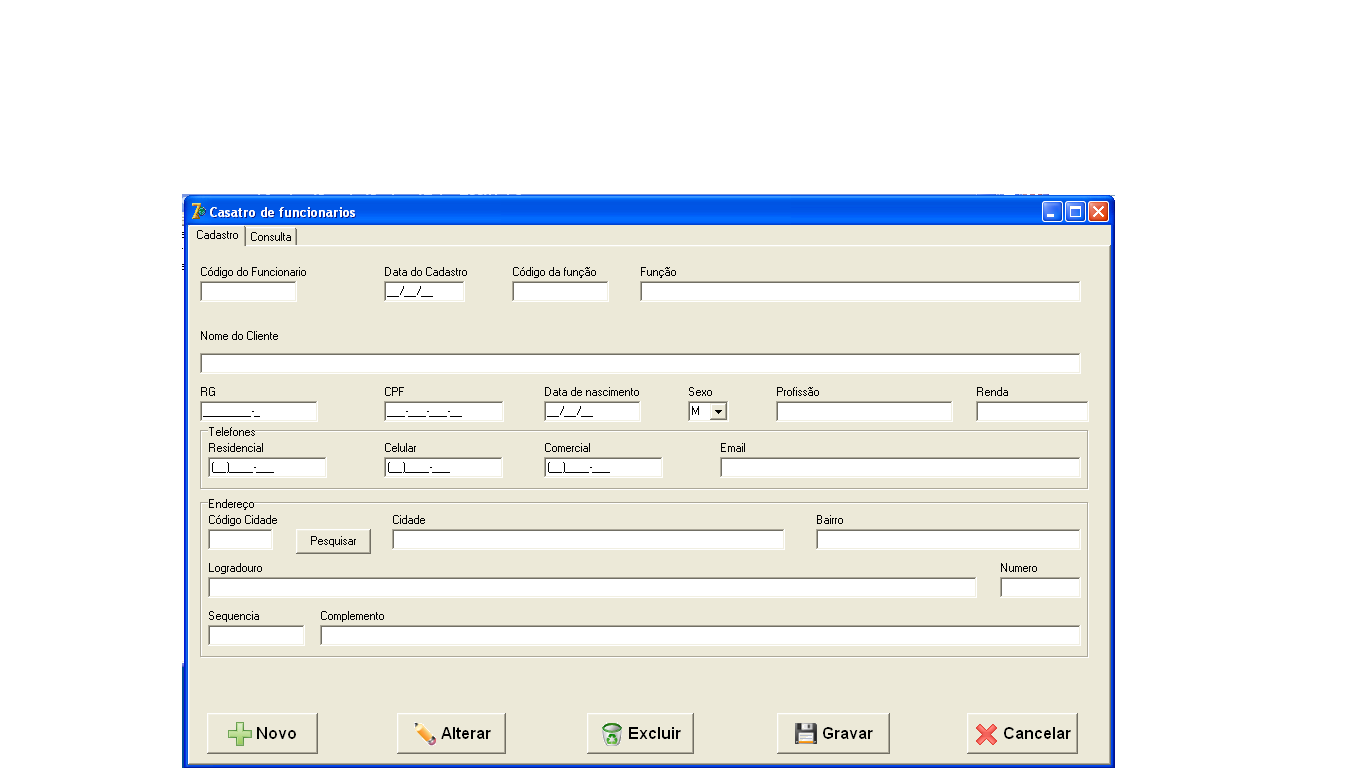 Casatro de funcionarios
Cadastro Consulta
Código do Funcionario Data do Cadastro Código da função Função
__/__/__
Nome do Cliente
RG CPF Data de nascimento Sexo Profissão Renda
________-_ ___.___.___-__ __/__/__ M
Telefones
Residencial Celular Comercial Email
(__)____-___ (__)____-___ (__)____-___
Endereço
Código Cidade Cidade Bairro
Pesquisar
Logradouro Numero
Sequencia Complemento
Novo Alterar Excluir Gravar Cancelar